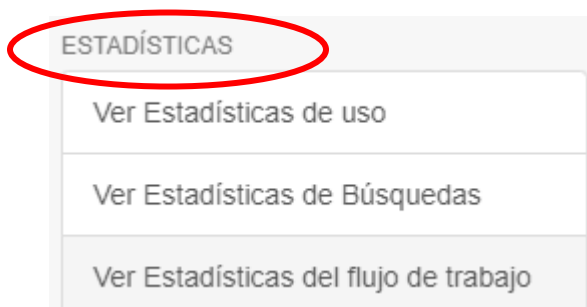 ESTADÍSTICAS
Ver Estadísticas de uso
Ver Estadísticas de Búsquedas
Ver Estadísticas del flujo de trabajo